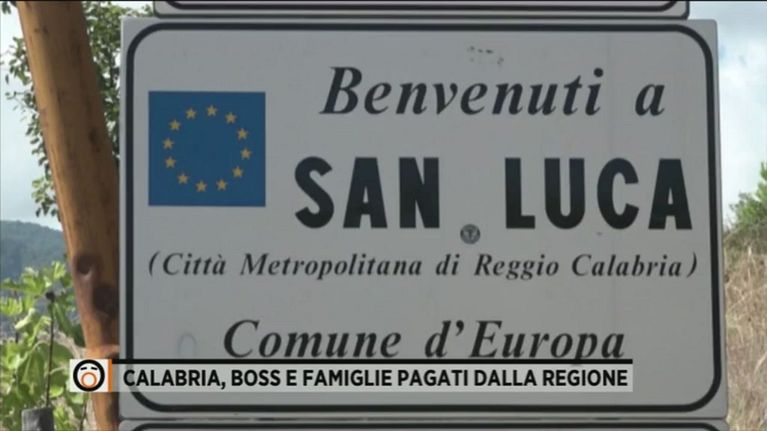 Benvenuti a
SAN LUCA
(Città Metropolitana di Reggio Calabria)
Comune d'Europa
CALABRIA, BOSS E FAMIGLIE PAGATI DALLA REGIONE